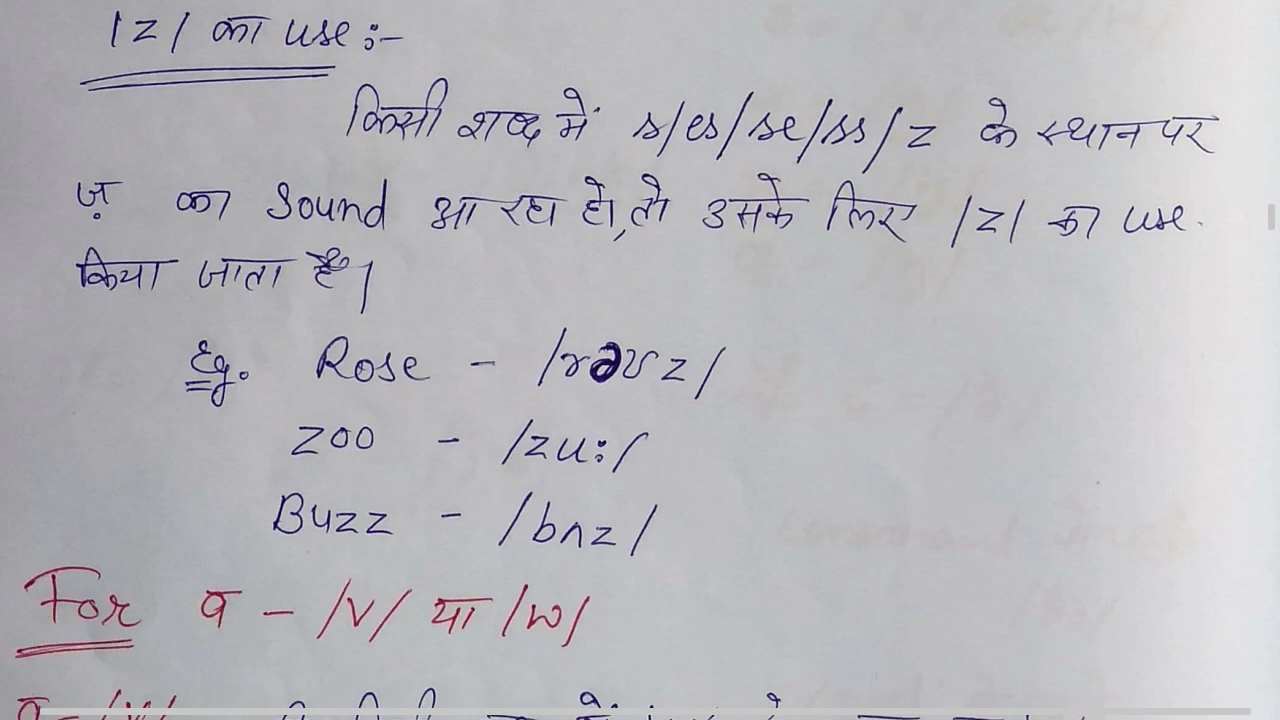 /z/ का use :-
किसी शब्द में s/es/se/ss/z के स्थान पर
ज़ का Sound आ रहा हो, तो उसके लिए /z/ का use.
किया जाता है।
Eg. Rose - /rəʊz/
Zoo - /zu:/
Buzz - /bʌz/
For व - /v/ या /w/